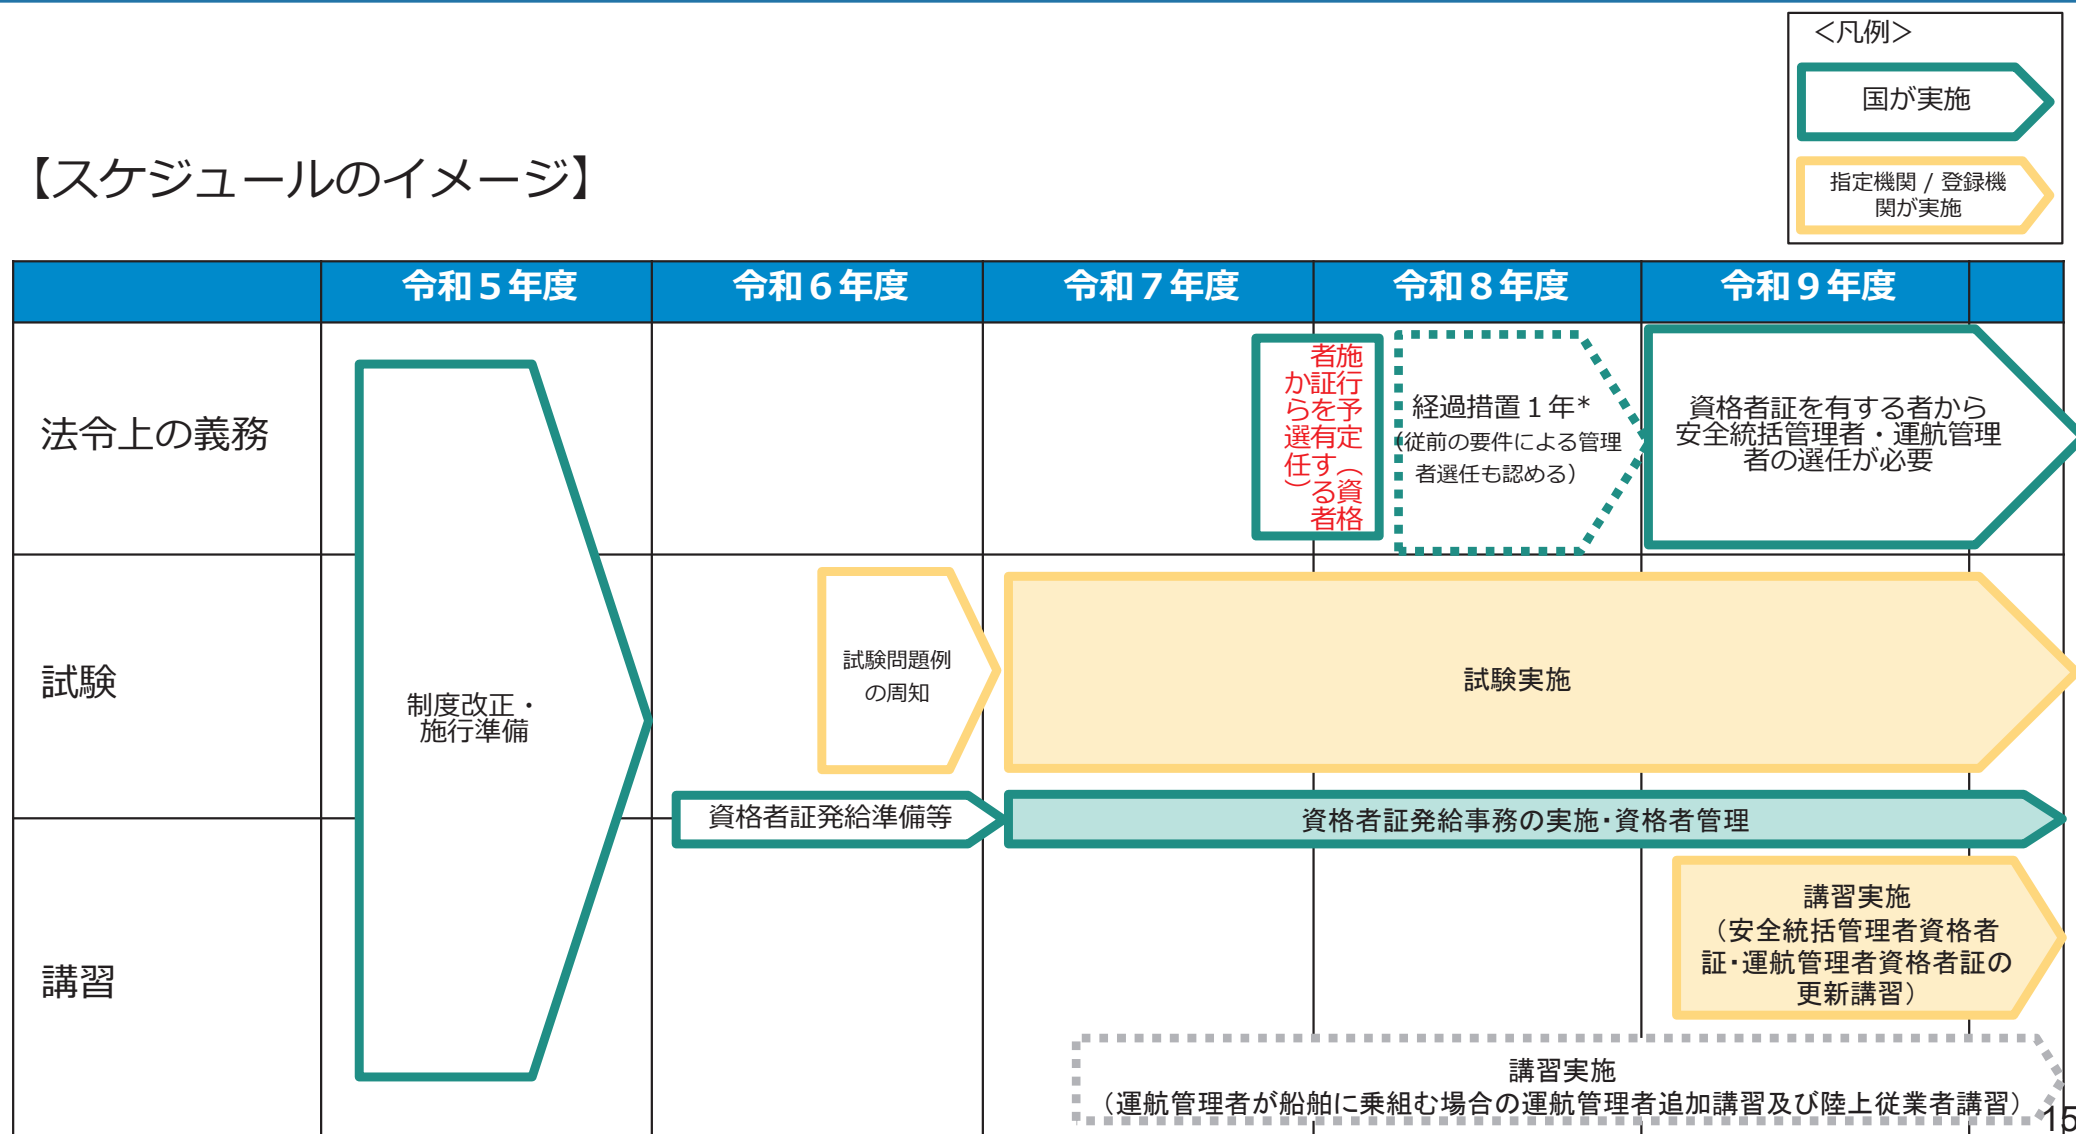 <凡例>
国が実施
指定機関 / 登録機
関が実施
【スケジュールのイメージ】
令和５年度
令和６年度
令和７年度
令和８年度
令和９年度
法令上の義務
施行予定（資格
者証を有する者
から選任）
経過措置１年*
（従前の要件による管理
者選任も認める）
資格者証を有する者から
安全統括管理者・運航管理
者の選任が必要
試験
制度改正・
施行準備
試験問題例
の周知
試験実施
資格者証発給準備等
資格者証発給事務の実施･資格者管理
講習
講習実施
（安全統括管理者資格者
証･運航管理者資格者証の
更新講習）
講習実施
（運航管理者が船舶に乗組む場合の運航管理者追加講習及び陸上従業者講習）
15